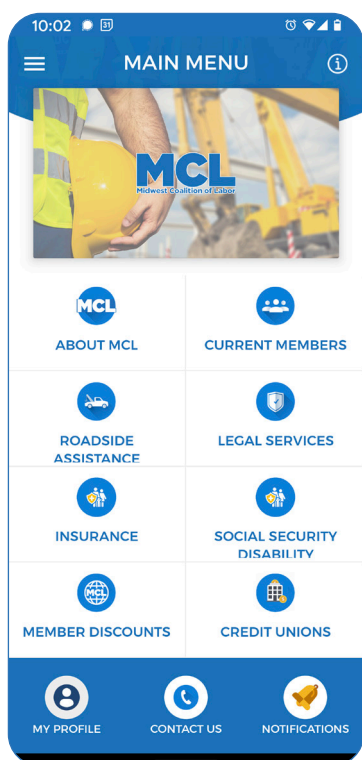 10:02
31
MAIN MENU
MCL
Midwest Coalition of Labor
MCL
ABOUT MCL
CURRENT MEMBERS
ROADSIDE
ASSISTANCE
LEGAL SERVICES
INSURANCE
SOCIAL SECURITY
DISABILITY
MCL
MEMBER DISCOUNTS
CREDIT UNIONS
MY PROFILE
CONTACT US
NOTIFICATIONS